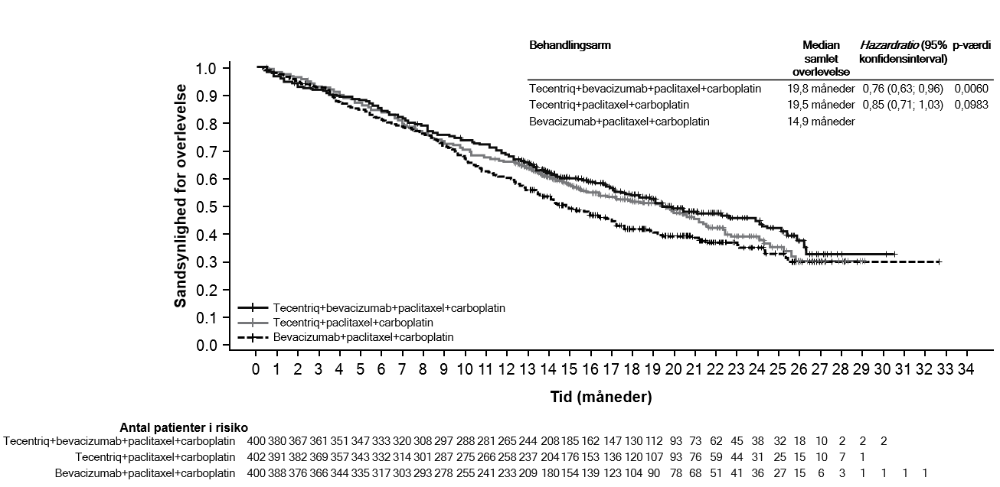 Behandlingsarm Median Hazardratio (95% p-værdi
samlet konfidensinterval)
overlevelse
Tecentriq+bevacizumab+paclitaxel+carboplatin 19,8 måneder 0,76 (0,63; 0,96) 0,0060
Tecentriq+paclitaxel+carboplatin 19,5 måneder 0,85 (0,71; 1,03) 0,0983
Bevacizumab+paclitaxel+carboplatin 14,9 måneder
Sandsynlighed for overlevelse
1.0
0.9
0.8
0.7
0.6
0.5
0.4
0.3
0.2
0.1
0.0
Tecentriq+bevacizumab+paclitaxel+carboplatin
Tecentriq+paclitaxel+carboplatin
Bevacizumab+paclitaxel+carboplatin
0 1 2 3 4 5 6 7 8 9 10 11 12 13 14 15 16 17 18 19 20 21 22 23 24 25 26 27 28 29 30 31 32 33 34
Tid (måneder)
Antal patienter i risiko
Tecentriq+bevacizumab+paclitaxel+carboplatin 400 380 367 361 351 347 333 320 308 297 288 281 265 244 208 185 162 147 130 112 93 73 62 45 38 32 18 10 2 2 2
Tecentriq+paclitaxel+carboplatin 402 391 382 369 357 343 332 314 301 287 275 266 258 237 204 176 153 136 120 107 93 76 59 44 31 25 15 10 7 1
Bevacizumab+paclitaxel+carboplatin 400 388 376 366 344 335 317 303 293 278 255 241 233 209 180 154 139 123 104 90 78 68 51 41 36 27 15 6 3 1 1 1 1